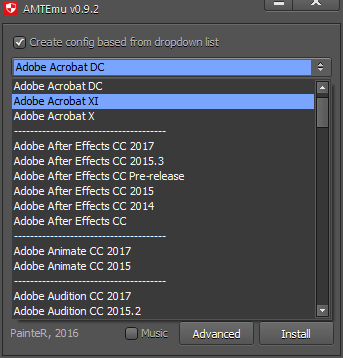 AMTEmu v0.9.2
Create config based from dropdown list
Adobe Acrobat DC
Adobe Acrobat DC
Adobe Acrobat XI
Adobe Acrobat X
-------------------------------------
Adobe After Effects CC 2017
Adobe After Effects CC 2015.3
Adobe After Effects CC Pre-release
Adobe After Effects CC 2015
Adobe After Effects CC 2014
Adobe After Effects CC
-------------------------------------
Adobe Animate CC 2017
Adobe Animate CC 2015
-------------------------------------
Adobe Audition CC 2017
Adobe Audition CC 2015.2
PainteR, 2016 Music Advanced Install